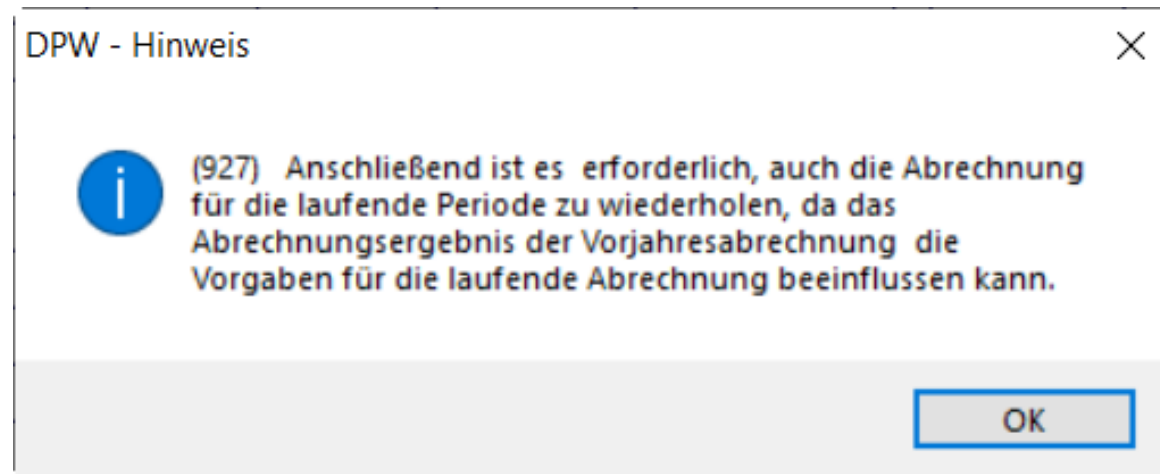 DPW - Hinweis
(927) Anschließend ist es erforderlich, auch die Abrechnung
für die laufende Periode zu wiederholen, da das
Abrechnungsergebnis der Vorjahresabrechnung die
Vorgaben für die laufende Abrechnung beeinflussen kann.
OK